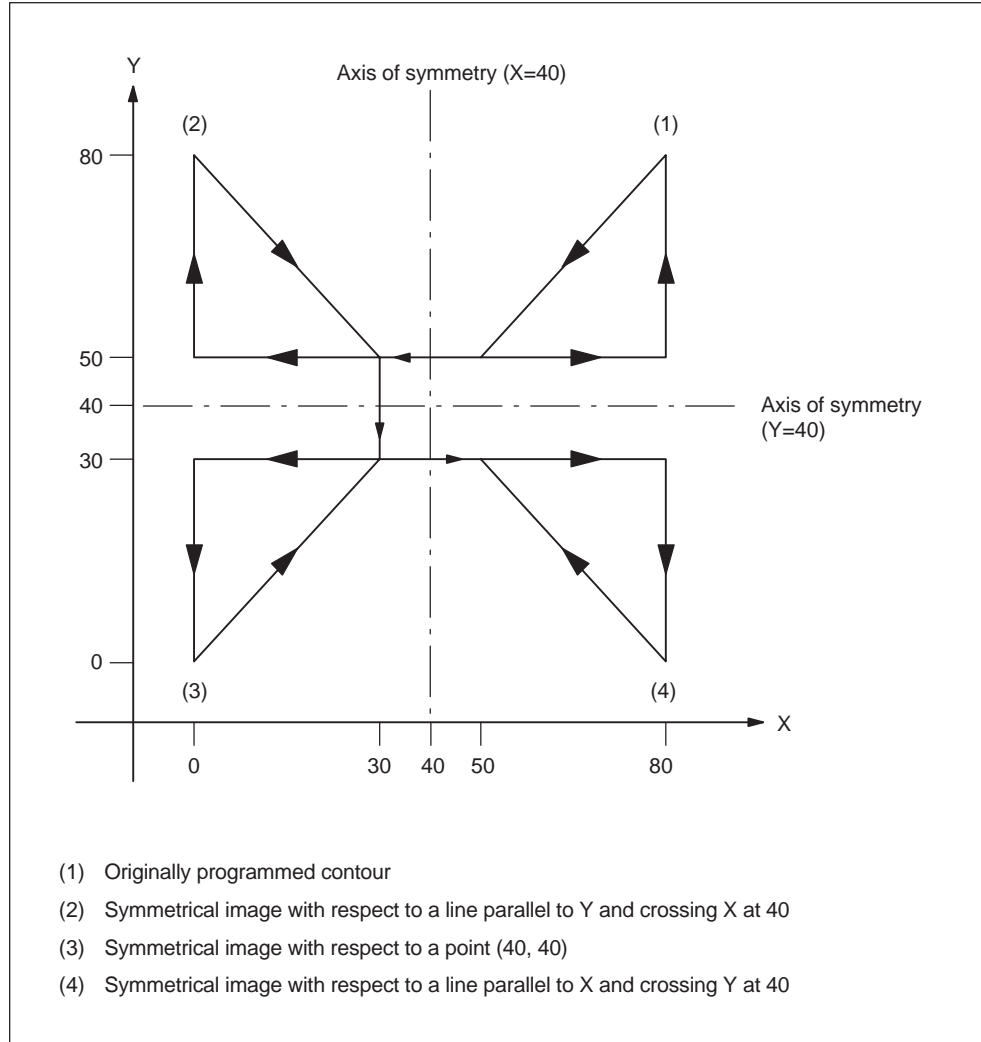 Y
Axis of symmetry (X=40)
(2)
(1)
80
50
40
Axis of symmetry
(Y=40)
30
0
(3)
(4)
X
0
30
40
50
80
(1) Originally programmed contour
(2) Symmetrical image with respect to a line parallel to Y and crossing X at 40
(3) Symmetrical image with respect to a point (40, 40)
(4) Symmetrical image with respect to a line parallel to X and crossing Y at 40